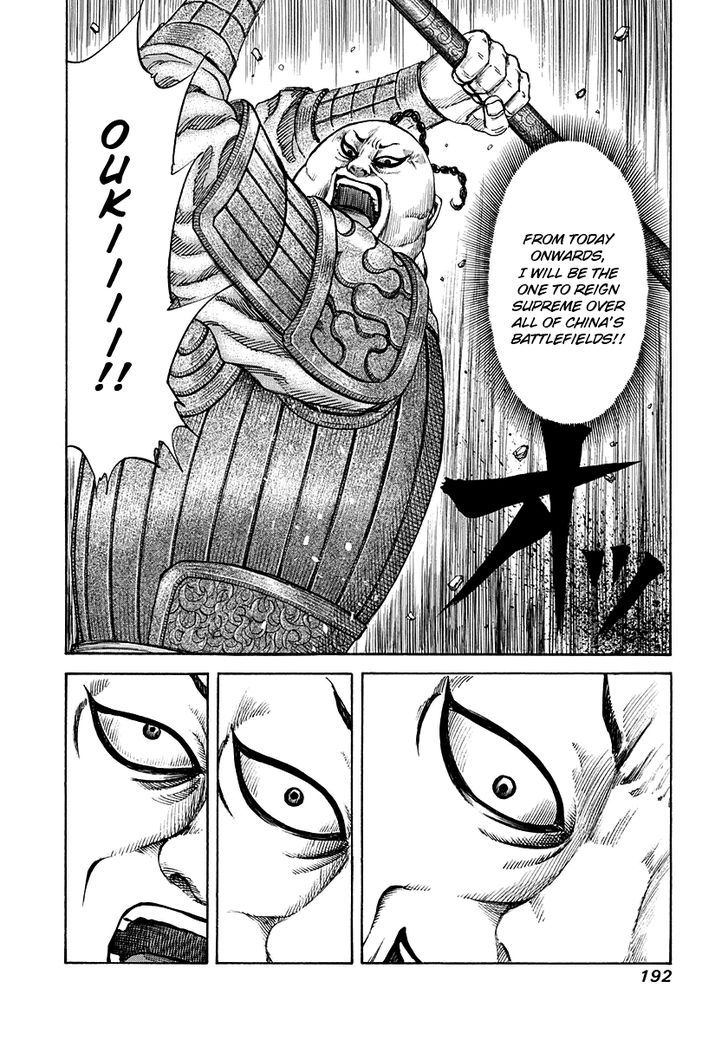 FROM TODAY
ONWARDS,
I WILL BE THE
ONE TO REIGN
SUPREME OVER
ALL OF CHINA'S
BATTLEFIELDS!!
OUKIIIII!!
オッ
192